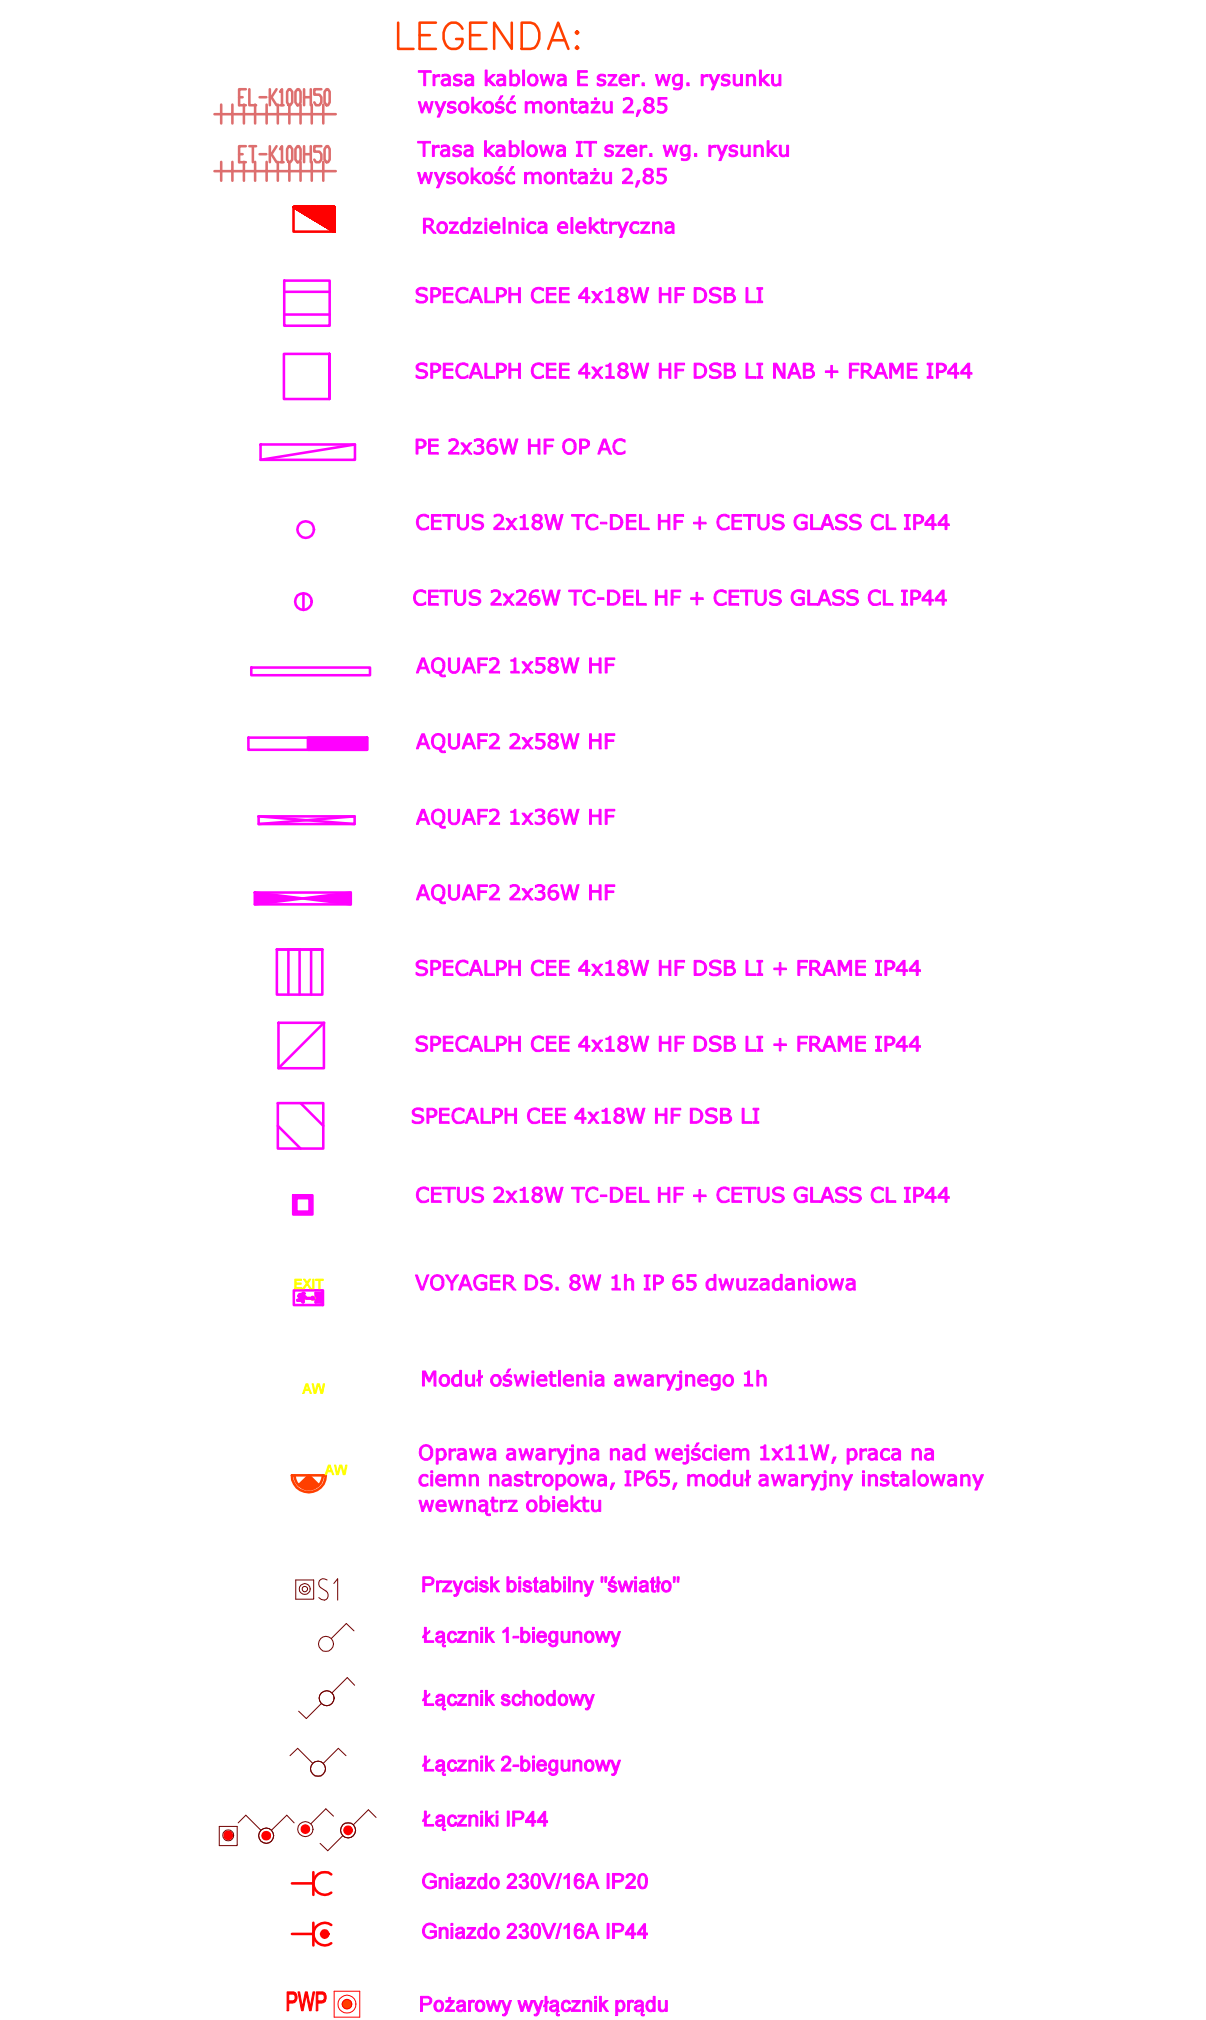 LEGENDA:
EL-K100H50
Trasa kablowa E szer. wg. rysunku
wysokość montażu 2,85
ET-K100H50
Trasa kablowa IT szer. wg. rysunku
wysokość montażu 2,85
Rozdzielnica elektryczna
SPECALPH CEE 4x18W HF DSB LI
SPECALPH CEE 4x18W HF DSB LI NAB + FRAME IP44
PE 2x36W HF OP AC
CETUS 2x18W TC-DEL HF + CETUS GLASS CL IP44
CETUS 2x26W TC-DEL HF + CETUS GLASS CL IP44
AQUAF2 1x58W HF
AQUAF2 2x58W HF
AQUAF2 1x36W HF
AQUAF2 2x36W HF
SPECALPH CEE 4x18W HF DSB LI + FRAME IP44
SPECALPH CEE 4x18W HF DSB LI + FRAME IP44
SPECALPH CEE 4x18W HF DSB LI
CETUS 2x18W TC-DEL HF + CETUS GLASS CL IP44
EXIT
VOYAGER DS. 8W 1h IP 65 dwuzadaniowa
AW
Moduł oświetlenia awaryjnego 1h
AW
Oprawa awaryjna nad wejściem 1x11W, praca na
ciemn nastropowa, IP65, moduł awaryjny instalowany
wewnątrz obiektu
S1
Przycisk bistabilny "światło"
Łącznik 1-biegunowy
Łącznik schodowy
Łącznik 2-biegunowy
Łączniki IP44
Gniazdo 230V/16A IP20
Gniazdo 230V/16A IP44
PWP
Pożarowy wyłącznik prądu